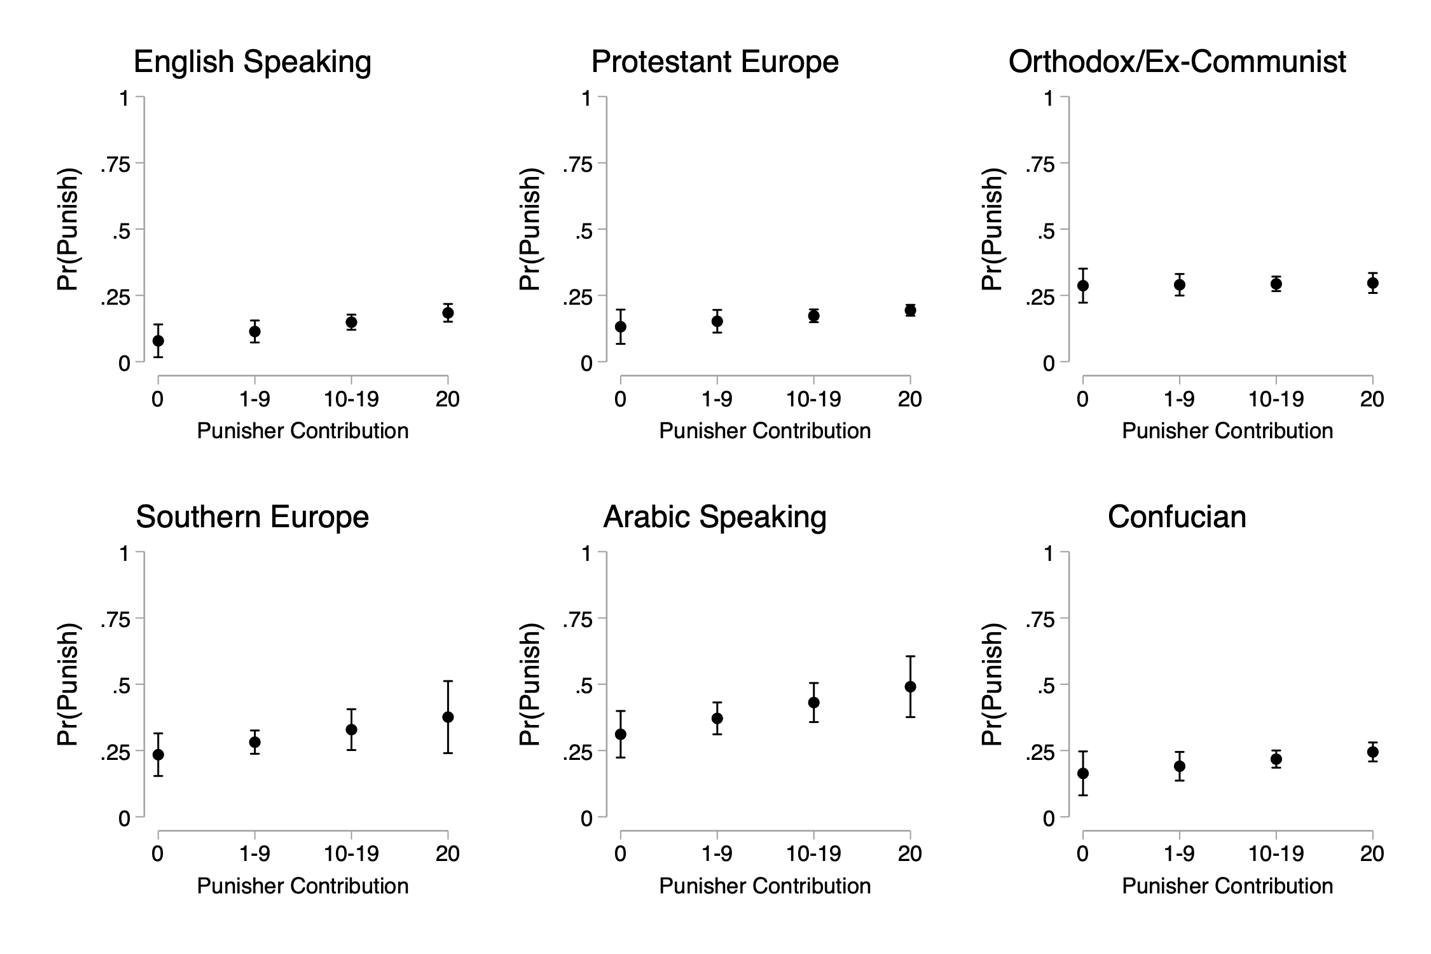 English Speaking
1
.75
.5
.25
0
Pr(Punish)
0 1-9 10-19 20
Punisher Contribution
Protestant Europe
1
.75
.5
.25
0
Pr(Punish)
0 1-9 10-19 20
Punisher Contribution
Orthodox/Ex-Communist
1
.75
.5
.25
0
Pr(Punish)
0 1-9 10-19 20
Punisher Contribution
Southern Europe
1
.75
.5
.25
0
Pr(Punish)
0 1-9 10-19 20
Punisher Contribution
Arabic Speaking
1
.75
.5
.25
0
Pr(Punish)
0 1-9 10-19 20
Punisher Contribution
Confucian
1
.75
.5
.25
0
Pr(Punish)
0 1-9 10-19 20
Punisher Contribution